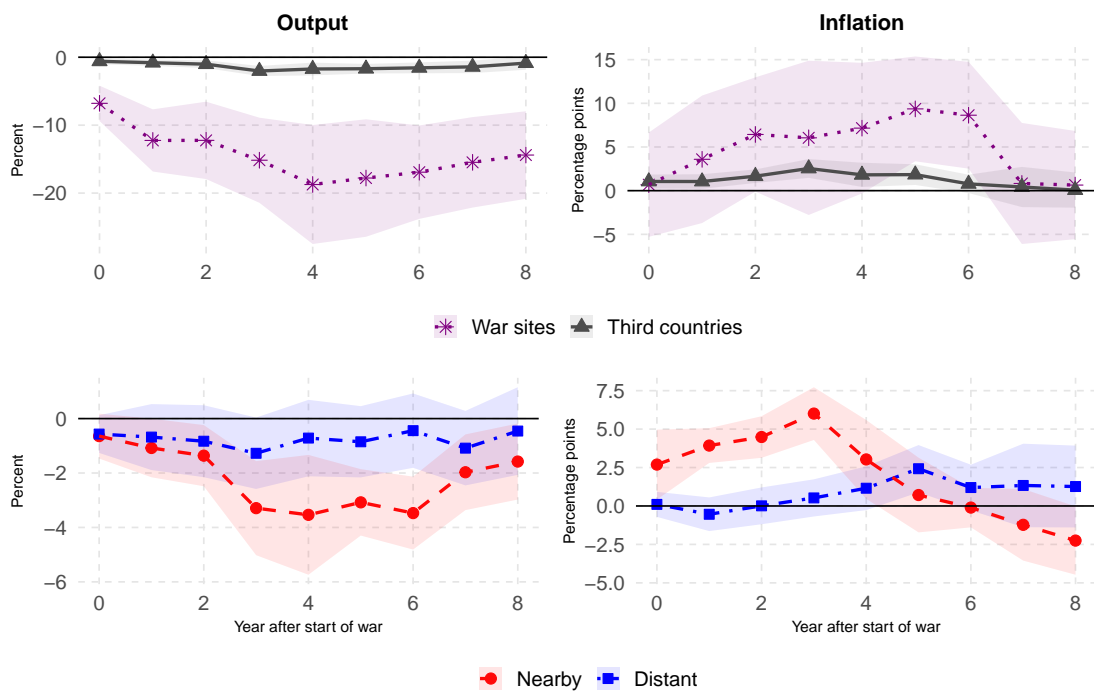 Output
Inflation
Percent
0
−10
−20
0 2 4 6 8
Percentage points
15
10
5
0
−5
0 2 4 6 8
War sites Third countries
Percent
0
−2
−4
−6
0 2 4 6 8
Year after start of war
Percentage points
7.5
5.0
2.5
0.0
−2.5
−5.0
0 2 4 6 8
Year after start of war
Nearby Distant